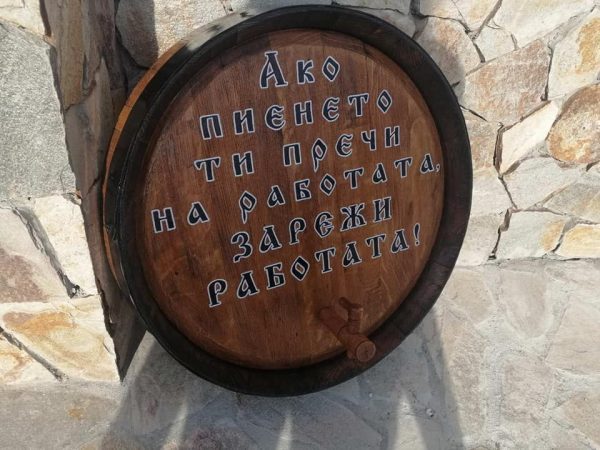 Ако
пиенето
ти пречи
на работата,
зарежи
работата!